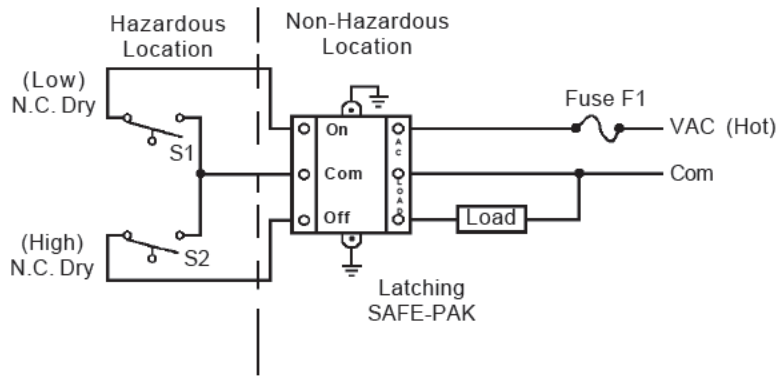 Hazardous
Location
Non-Hazardous
Location
(Low)
N.C. Dry
S1
(High)
N.C. Dry
S2
On
Com
Off
AC
LOAD
Fuse F1
VAC (Hot)
Com
Load
Latching
SAFE-PAK